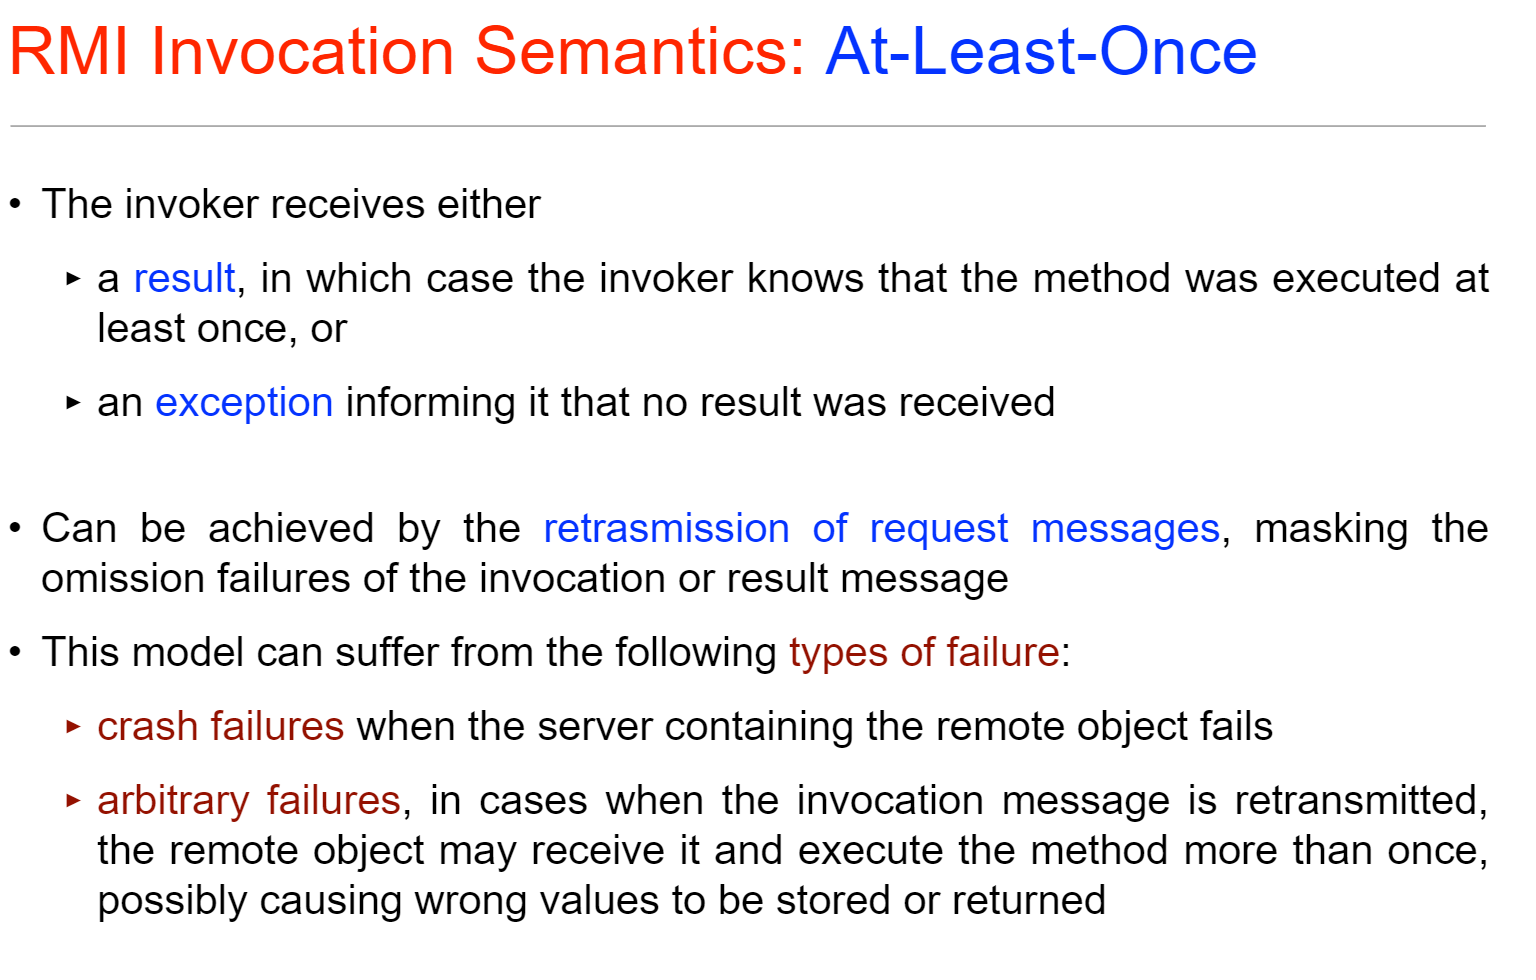 RMI Invocation Semantics: At-Least-Once
• The invoker receives either
▸ a result, in which case the invoker knows that the method was executed at
least once, or
▸ an exception informing it that no result was received
• Can be achieved by the retrasmission of request messages, masking the
omission failures of the invocation or result message
• This model can suffer from the following types of failure:
▸ crash failures when the server containing the remote object fails
▸ arbitrary failures, in cases when the invocation message is retransmitted,
the remote object may receive it and execute the method more than once,
possibly causing wrong values to be stored or returned